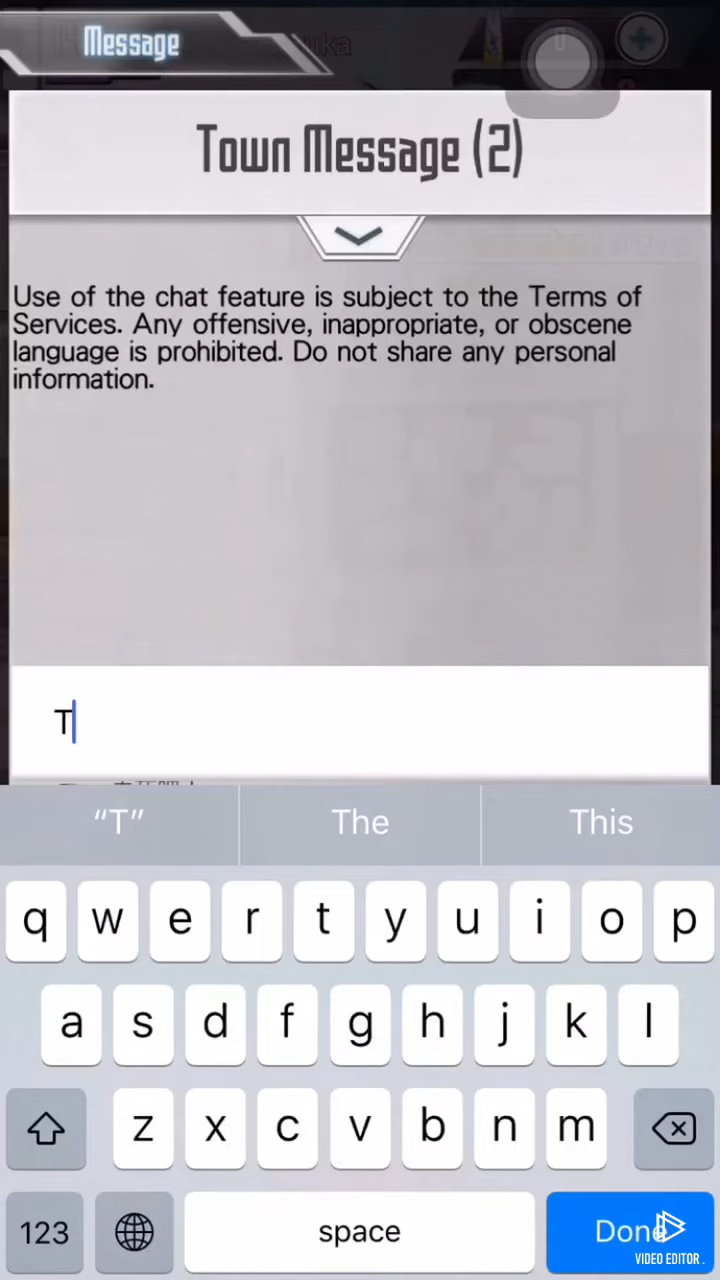 Message
Town Message (2)
Use of the chat feature is subject to the Terms of
Services. Any offensive, inappropriate, or obscene
language is prohibited. Do not share any personal
information.
T
“T” The This
q w e r t y u i o p
a s d f g h j k l
z x c v b n m
123 space Done
VIDEO EDITOR.